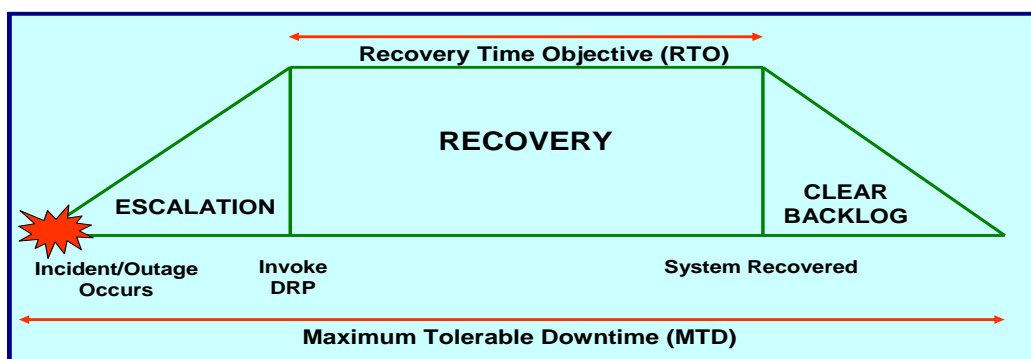 Recovery Time Objective (RTO)
RECOVERY
ESCALATION
CLEAR
BACKLOG
Incident/Outage
Occurs
Invoke
DRP
System Recovered
Maximum Tolerable Downtime (MTD)